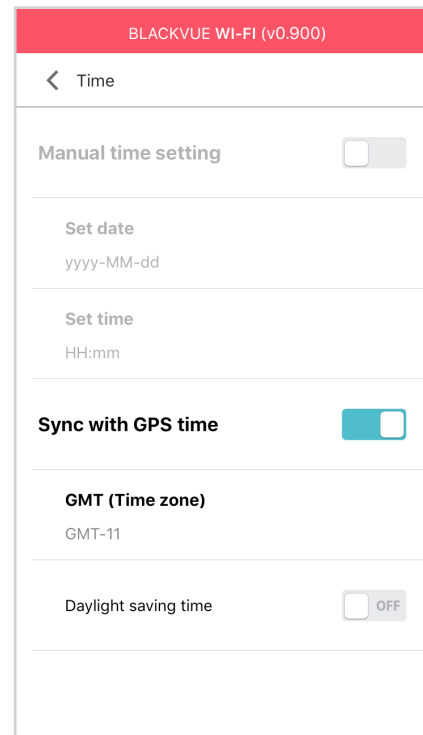 BLACKVUE WI-FI (v0.900)
Time
Manual time setting
Set date
yyyy-MM-dd
Set time
HH:mm
Sync with GPS time
GMT (Time zone)
GMT-11
Daylight saving time OFF